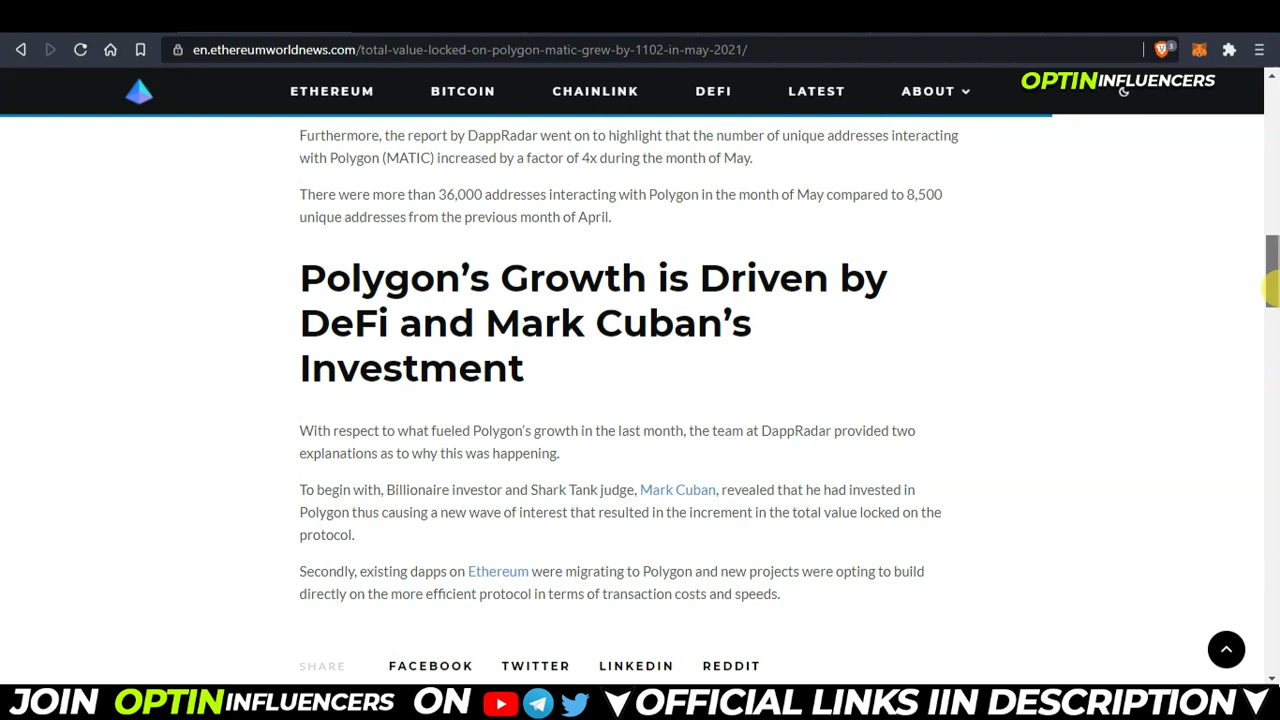 en.ethereumworldnews.com/total-value-locked-on-polygon-matic-grew-by-1102-in-may-2021/
3
ETHEREUM BITCOIN CHAINLINK DEFI LATEST ABOUT
OPTININFLUENCERS
Furthermore, the report by DappRadar went on to highlight that the number of unique addresses interacting
with Polygon (MATIC) increased by a factor of 4x during the month of May.
There were more than 36,000 addresses interacting with Polygon in the month of May compared to 8,500
unique addresses from the previous month of April.
Polygon’s Growth is Driven by
DeFi and Mark Cuban’s
Investment
With respect to what fueled Polygon’s growth in the last month, the team at DappRadar provided two
explanations as to why this was happening.
To begin with, Billionaire investor and Shark Tank judge, Mark Cuban, revealed that he had invested in
Polygon thus causing a new wave of interest that resulted in the increment in the total value locked on the
protocol.
Secondly, existing dapps on Ethereum were migrating to Polygon and new projects were opting to build
directly on the more efficient protocol in terms of transaction costs and speeds.
SHARE FACEBOOK TWITTER LINKEDIN REDDIT
JOIN OPTININFLUENCERS ON OFFICIAL LINKS IIN DESCRIPTION